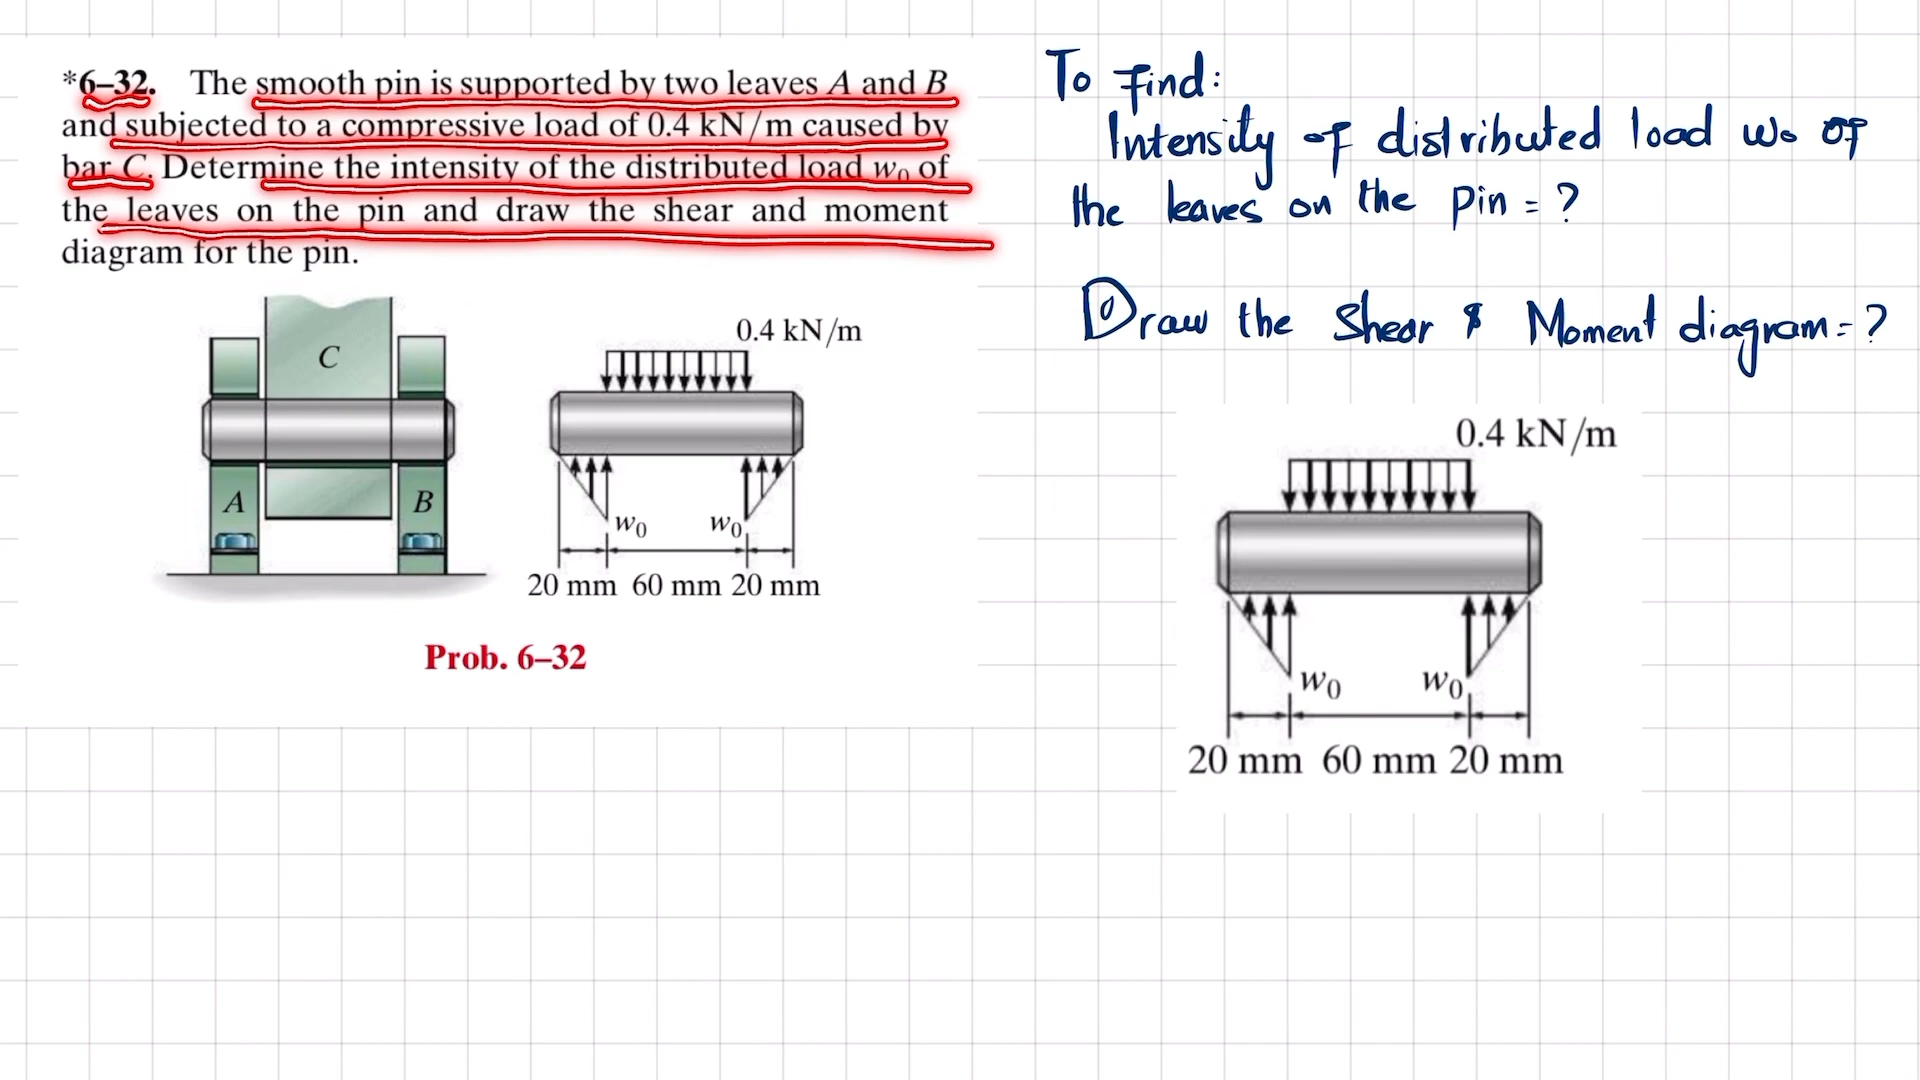 *6–32. The smooth pin is supported by two leaves A and B
and subjected to a compressive load of 0.4 kN/m caused by
bar C. Determine the intensity of the distributed load w₀ of
the leaves on the pin and draw the shear and moment
diagram for the pin.
C
A
B
0.4 kN/m
w₀ w₀
20 mm 60 mm 20 mm
Prob. 6–32
To Find:
Intensity of distributed load w₀ of
the leaves on the pin = ?
Draw the Shear & Moment diagram = ?
0.4 kN/m
w₀ w₀
20 mm 60 mm 20 mm